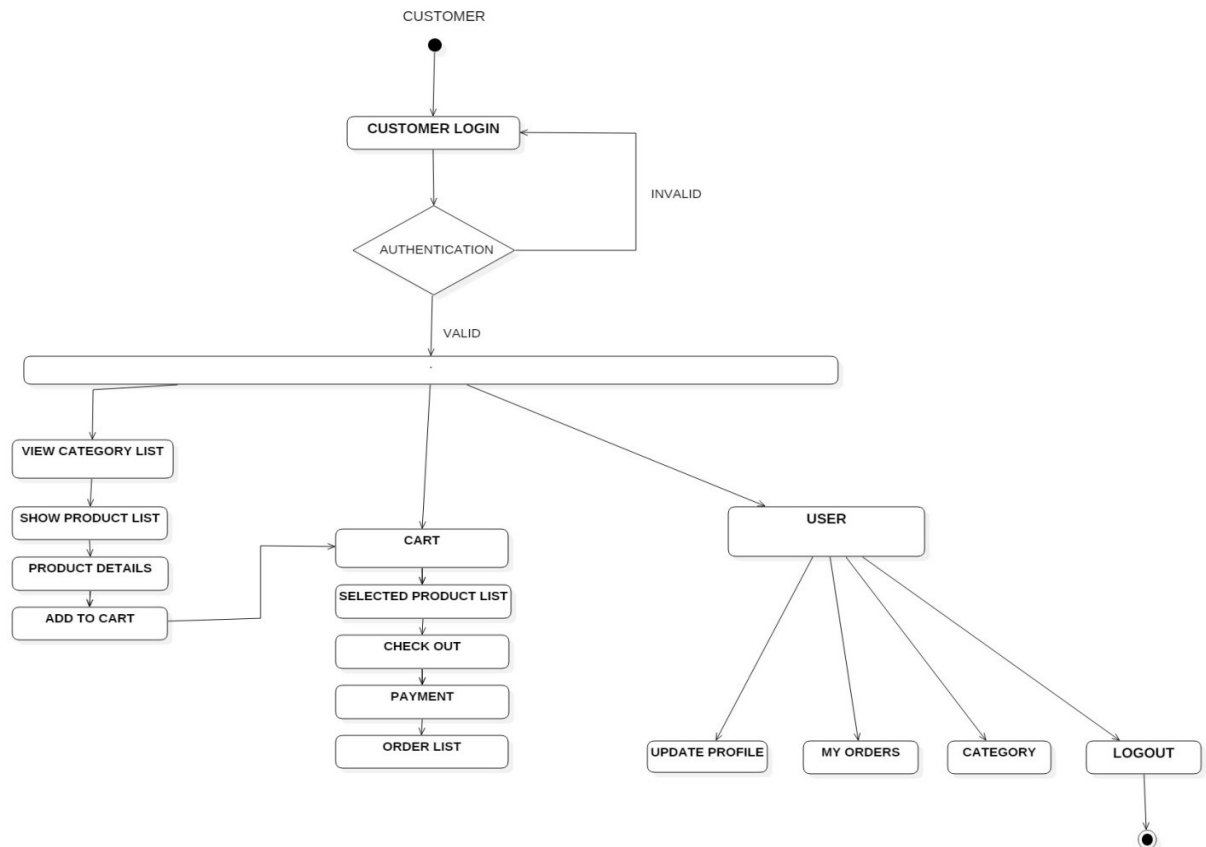 CUSTOMER
CUSTOMER LOGIN
INVALID
AUTHENTICATION
VALID
VIEW CATEGORY LIST
SHOW PRODUCT LIST
PRODUCT DETAILS
ADD TO CART
CART
SELECTED PRODUCT LIST
CHECK OUT
PAYMENT
ORDER LIST
USER
UPDATE PROFILE
MY ORDERS
CATEGORY
LOGOUT